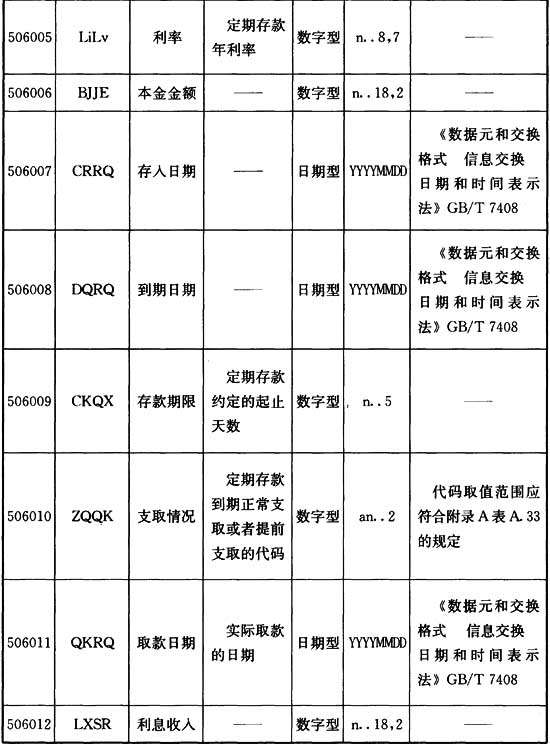 506005 LiLv 利率 定期存款年利率 数字型 n..8,7 ——
506006 BJJE 本金金额 —— 数字型 n..18,2 ——
506007 CRRQ 存入日期 —— 日期型 YYYYMMDD 《数据元和交换格式 信息交换 日期和时间表示法》GB/T 7408
506008 DQRQ 到期日期 —— 日期型 YYYYMMDD 《数据元和交换格式 信息交换 日期和时间表示法》GB/T 7408
506009 CKQX 存款期限 定期存款约定的起止天数 数字型 n..5 ——
506010 ZQQK 支取情况 定期存款到期正常支取或者提前支取的代码 数字型 an..2 代码取值范围应符合附录A表A.33的规定
506011 QKRQ 取款日期 实际取款的日期 日期型 YYYYMMDD 《数据元和交换格式 信息交换 日期和时间表示法》GB/T 7408
506012 LXSR 利息收入 —— 数字型 n..18,2 ——